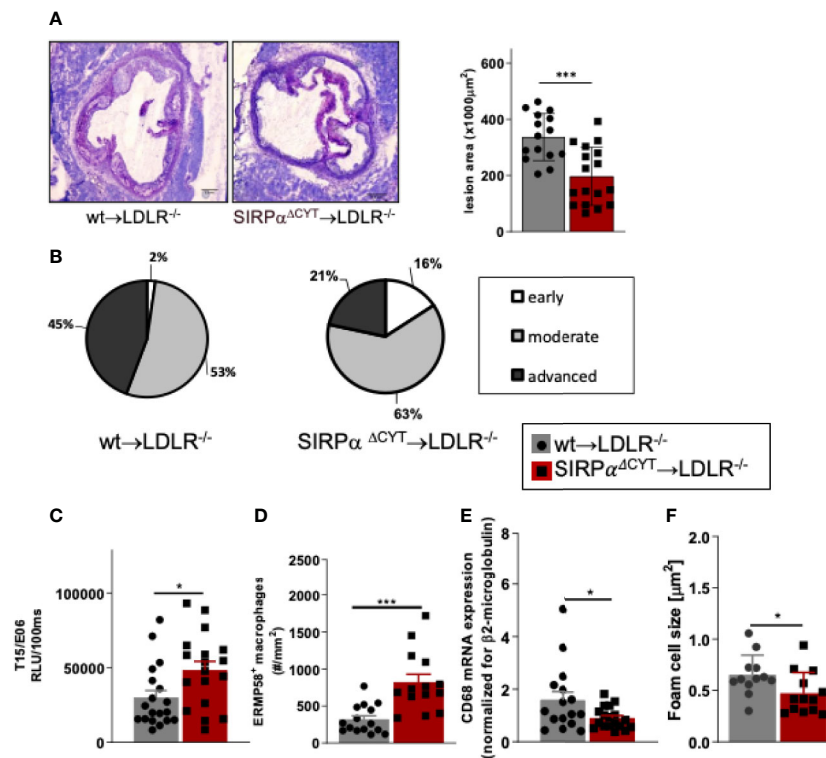 A
wt→LDLR-/-
SIRPαΔCYT→LDLR-/-
lesion area (x1000μm²)
600
400
200
0
***
B
2%
45%
53%
wt→LDLR-/-
21%
16%
63%
SIRPα ΔCYT→LDLR-/-
early
moderate
advanced
wt→LDLR-/-
SIRPαΔCYT→LDLR-/-
C
T15/E06
RLU/100ms
100000
50000
0
*
D
ERMP58+ macrophages
(#/mm²)
2500
2000
1500
1000
500
0
***
E
CD68 mRNA expression
(normalized for β2-microglobulin)
8
6
4
2
0
*
F
Foam cell size [μm²]
2.0
1.5
1.0
0.5
0.0
*